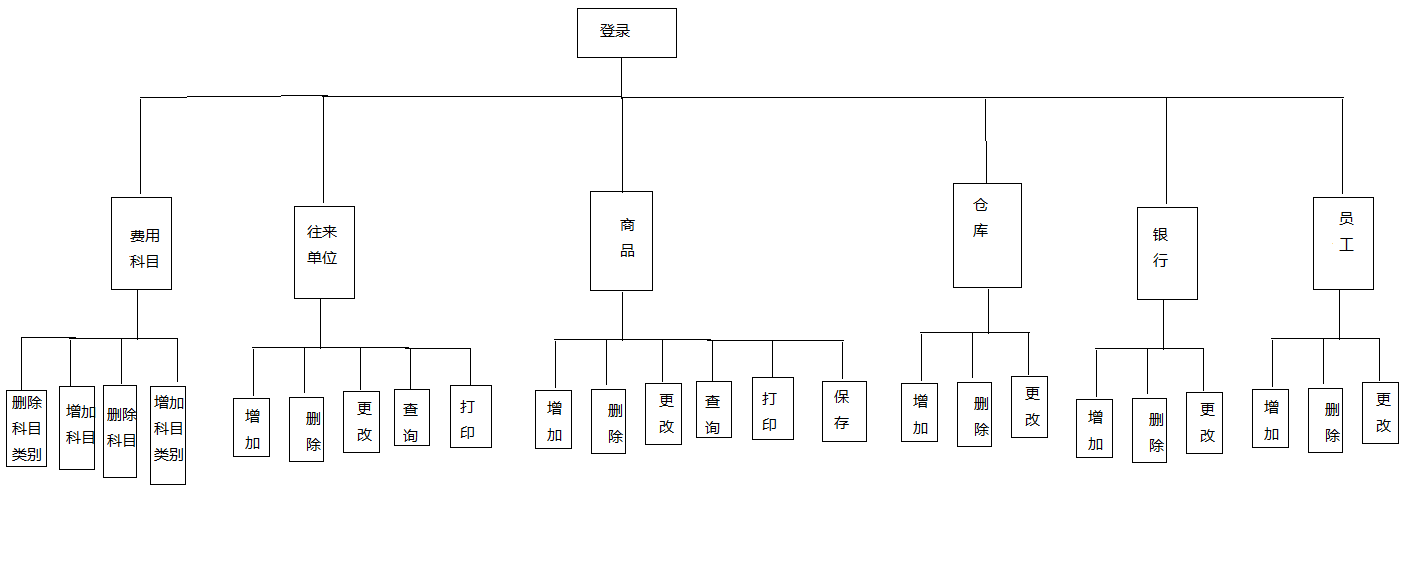 登录
费用
科目
往来
单位
商
品
仓
库
银
行
员
工
删除
科目
类别
增加
科目
删除
科目
增加
科目
类别
增
加
删
除
更
改
查
询
打
印
增
加
删
除
更
改
查
询
打
印
保
存
增
加
删
除
更
改
增
加
删
除
更
改
增
加
删
除
更
改